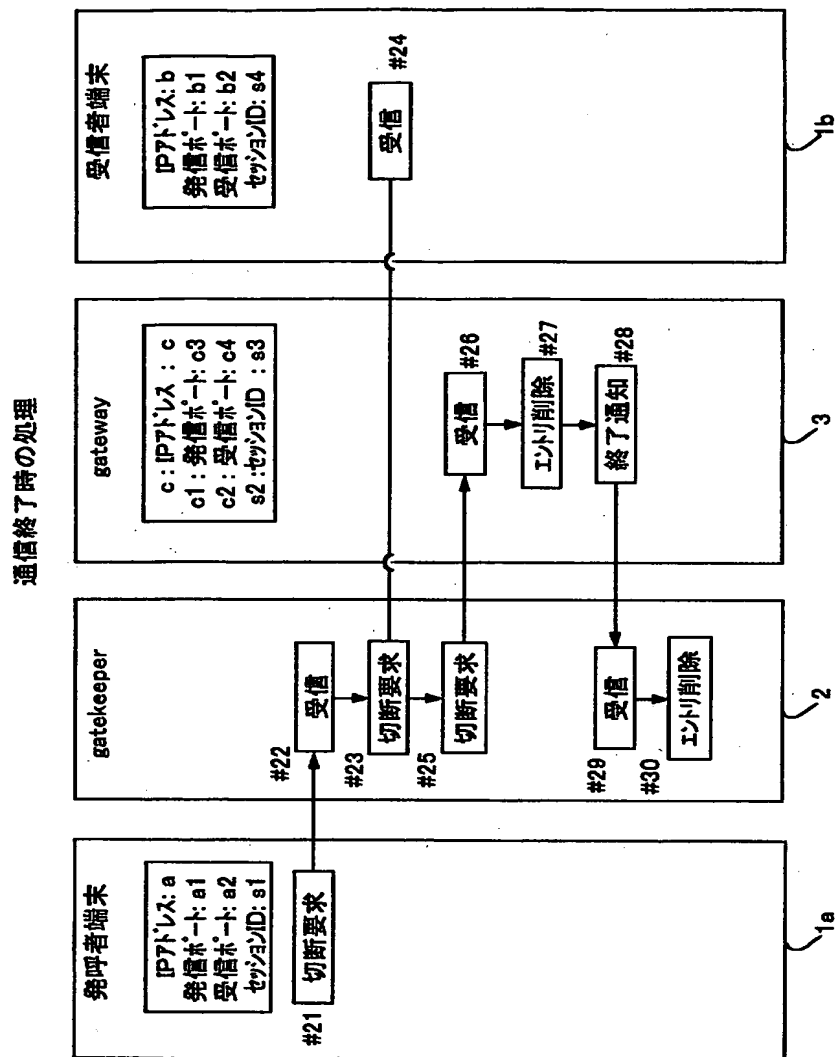 通信終了時の処理
発呼者端末
IPアドレス: a
発信ポート: a1
受信ポート: a2
セッションID: s1
#21
切断要求
1a
gatekeeper
#22
受信
#23
切断要求
#25
切断要求
#29
受信
#30
エントリ削除
2
gateway
c : IPアドレス : c
c1 : 発信ポート: c3
c2 : 受信ポート: c4
s2 :セッションID : s3
受信
#26
エントリ削除
#27
終了通知
#28
3
受信者端末
IPアドレス: b
発信ポート: b1
受信ポート: b2
セッションID: s4
受信
#24
1b